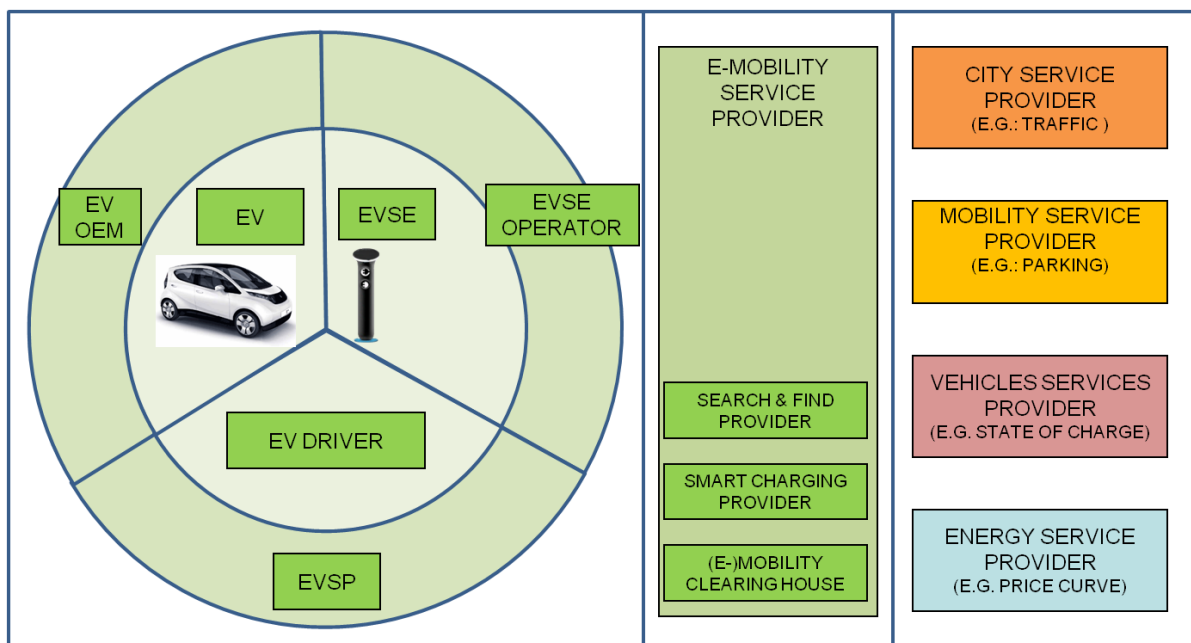 EV
OEM
EV
EVSE
EVSE
OPERATOR
EV DRIVER
EVSP
E-MOBILITY
SERVICE
PROVIDER
SEARCH & FIND
PROVIDER
SMART CHARGING
PROVIDER
(E-)MOBILITY
CLEARING HOUSE
CITY SERVICE
PROVIDER
(E.G.: TRAFFIC )
MOBILITY SERVICE
PROVIDER
(E.G.: PARKING)
VEHICLES SERVICES
PROVIDER
(E.G. STATE OF CHARGE)
ENERGY SERVICE
PROVIDER
(E.G. PRICE CURVE)